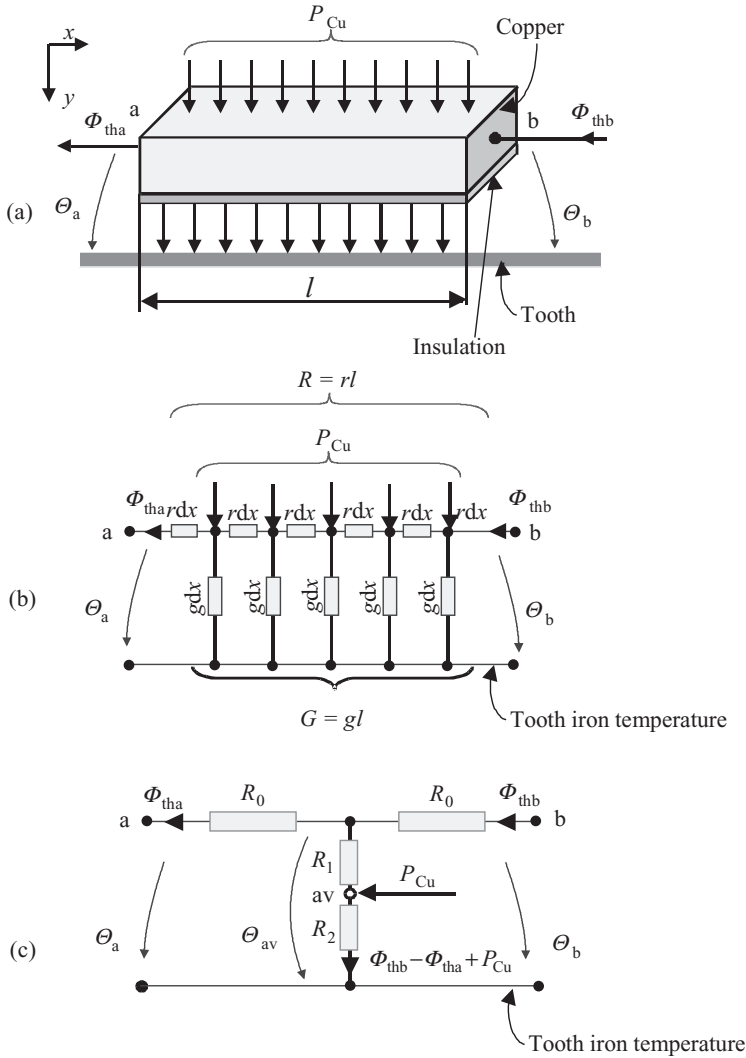 P_Cu
x
Copper
y
a
b
Φ_tha
Φ_thb
(a)
Θ_a
Θ_b
l
Tooth
Insulation
R = rl
P_Cu
Φ_tha
rdx
rdx
rdx
rdx
rdx
Φ_thb
a
b
(b)
Θ_a
gdx
gdx
gdx
gdx
gdx
Θ_b
G = gl
Tooth iron temperature
Φ_tha
R_0
R_0
Φ_thb
a
b
R_1
P_Cu
av
(c)
Θ_a
Θ_av
R_2
Θ_b
Φ_thb−Φ_tha+P_Cu
Tooth iron temperature